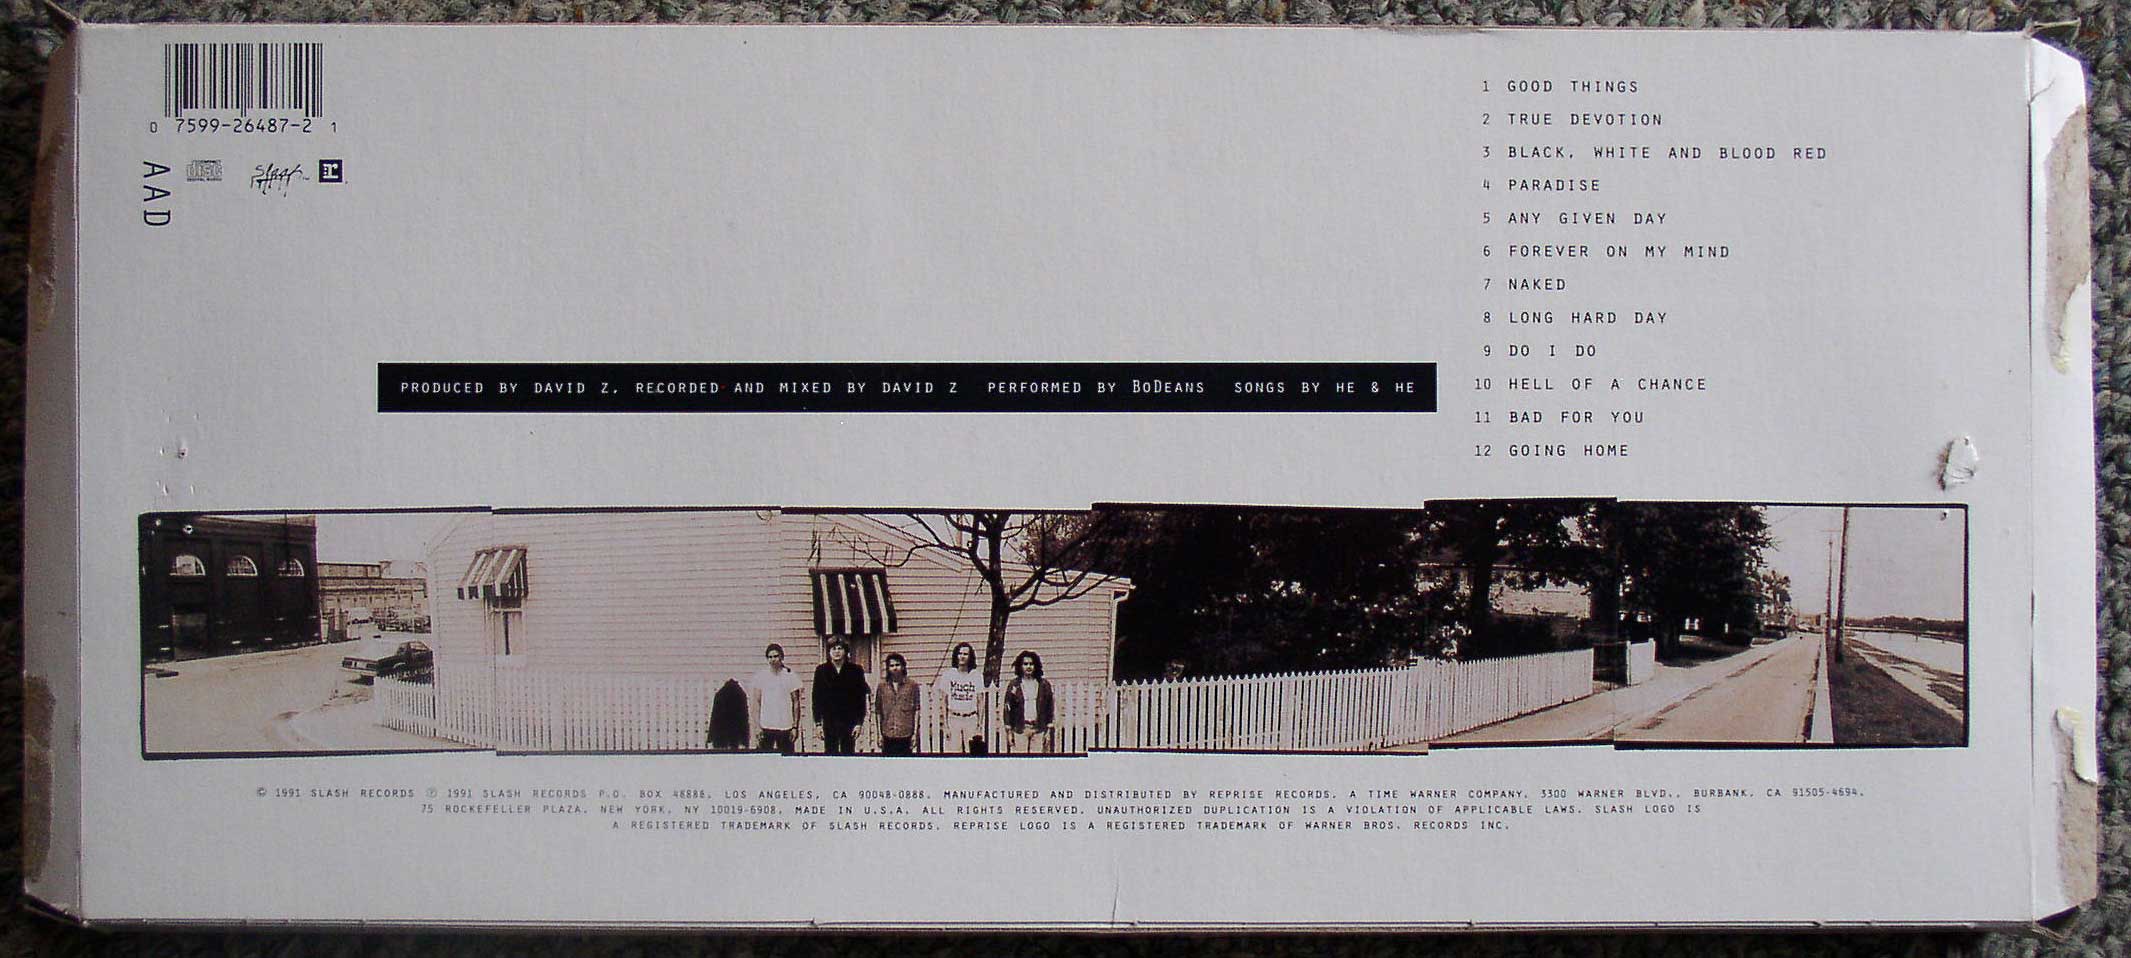 0 7599-26487-2 1
AAD
DISC
DIGITAL AUDIO
slash
r
1 GOOD THINGS
2 TRUE DEVOTION
3 BLACK, WHITE AND BLOOD RED
4 PARADISE
5 ANY GIVEN DAY
6 FOREVER ON MY MIND
7 NAKED
8 LONG HARD DAY
9 DO I DO
10 HELL OF A CHANCE
11 BAD FOR YOU
12 GOING HOME
PRODUCED BY DAVID Z, RECORDED AND MIXED BY DAVID Z PERFORMED BY BoDEANS SONGS BY HE & HE
Much
Music
© 1991 SLASH RECORDS ℗ 1991 SLASH RECORDS P.O. BOX 48888, LOS ANGELES, CA 90048-0888. MANUFACTURED AND DISTRIBUTED BY REPRISE RECORDS, A TIME WARNER COMPANY, 3300 WARNER BLVD., BURBANK, CA 91505-4694.
75 ROCKEFELLER PLAZA, NEW YORK, NY 10019-6908. MADE IN U.S.A. ALL RIGHTS RESERVED. UNAUTHORIZED DUPLICATION IS A VIOLATION OF APPLICABLE LAWS. SLASH LOGO IS
A REGISTERED TRADEMARK OF SLASH RECORDS. REPRISE LOGO IS A REGISTERED TRADEMARK OF WARNER BROS. RECORDS INC.